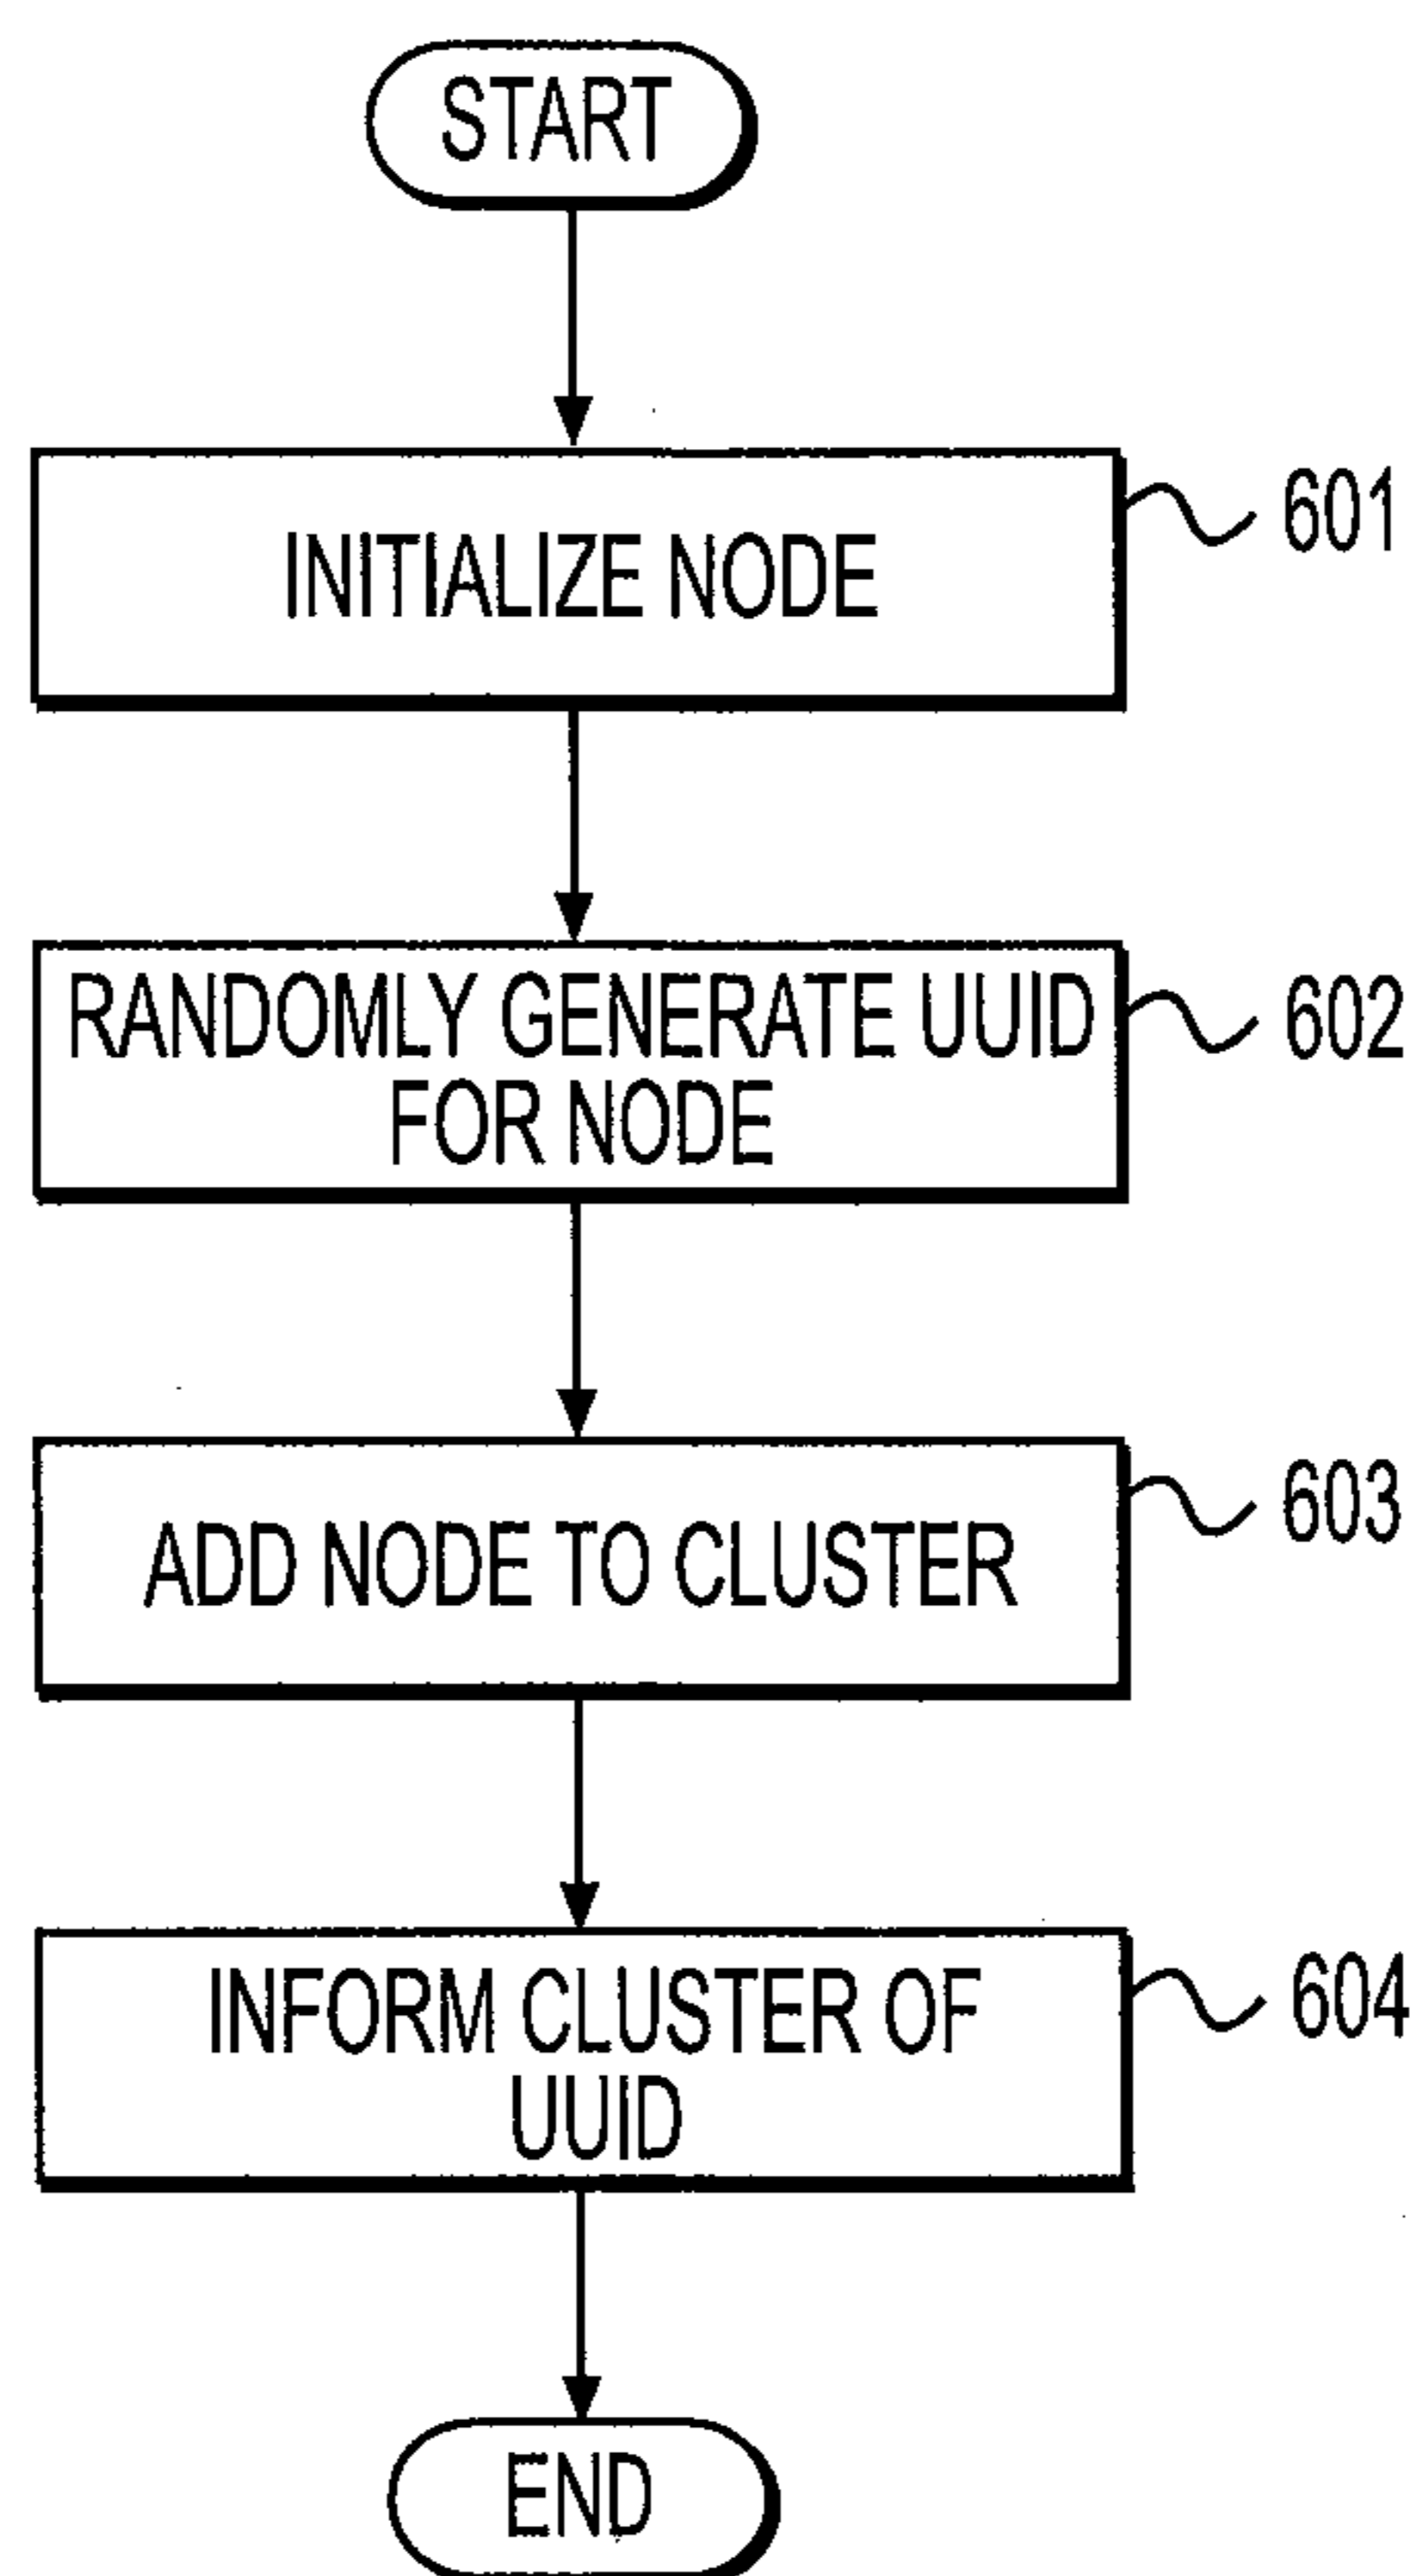 START
INITIALIZE NODE
601
RANDOMLY GENERATE UUID
FOR NODE
602
ADD NODE TO CLUSTER
603
INFORM CLUSTER OF
UUID
604
END